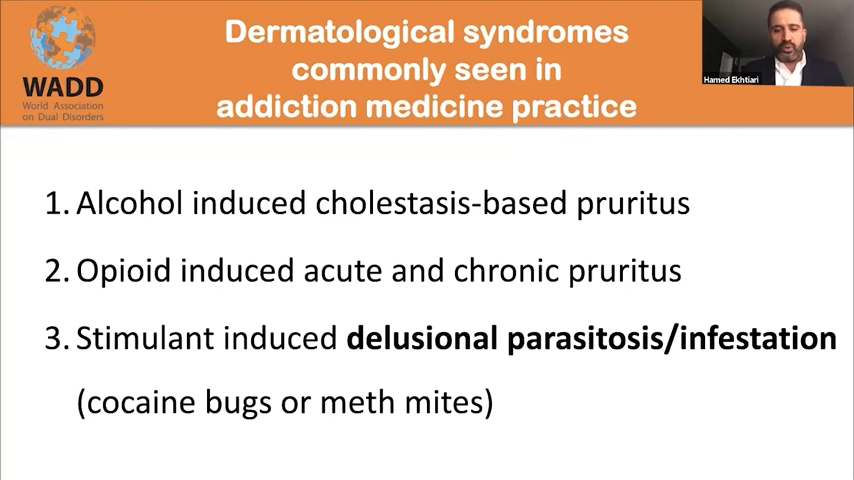 WADD
World Association
on Dual Disorders
Dermatological syndromes
commonly seen in
addiction medicine practice
Hamed Ekhtiari
1. Alcohol induced cholestasis-based pruritus
2. Opioid induced acute and chronic pruritus
3. Stimulant induced delusional parasitosis/infestation
(cocaine bugs or meth mites)